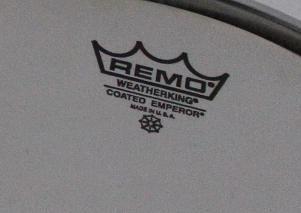 REMO®
WEATHERKING®
COATED EMPEROR®
MADE IN U.S.A.